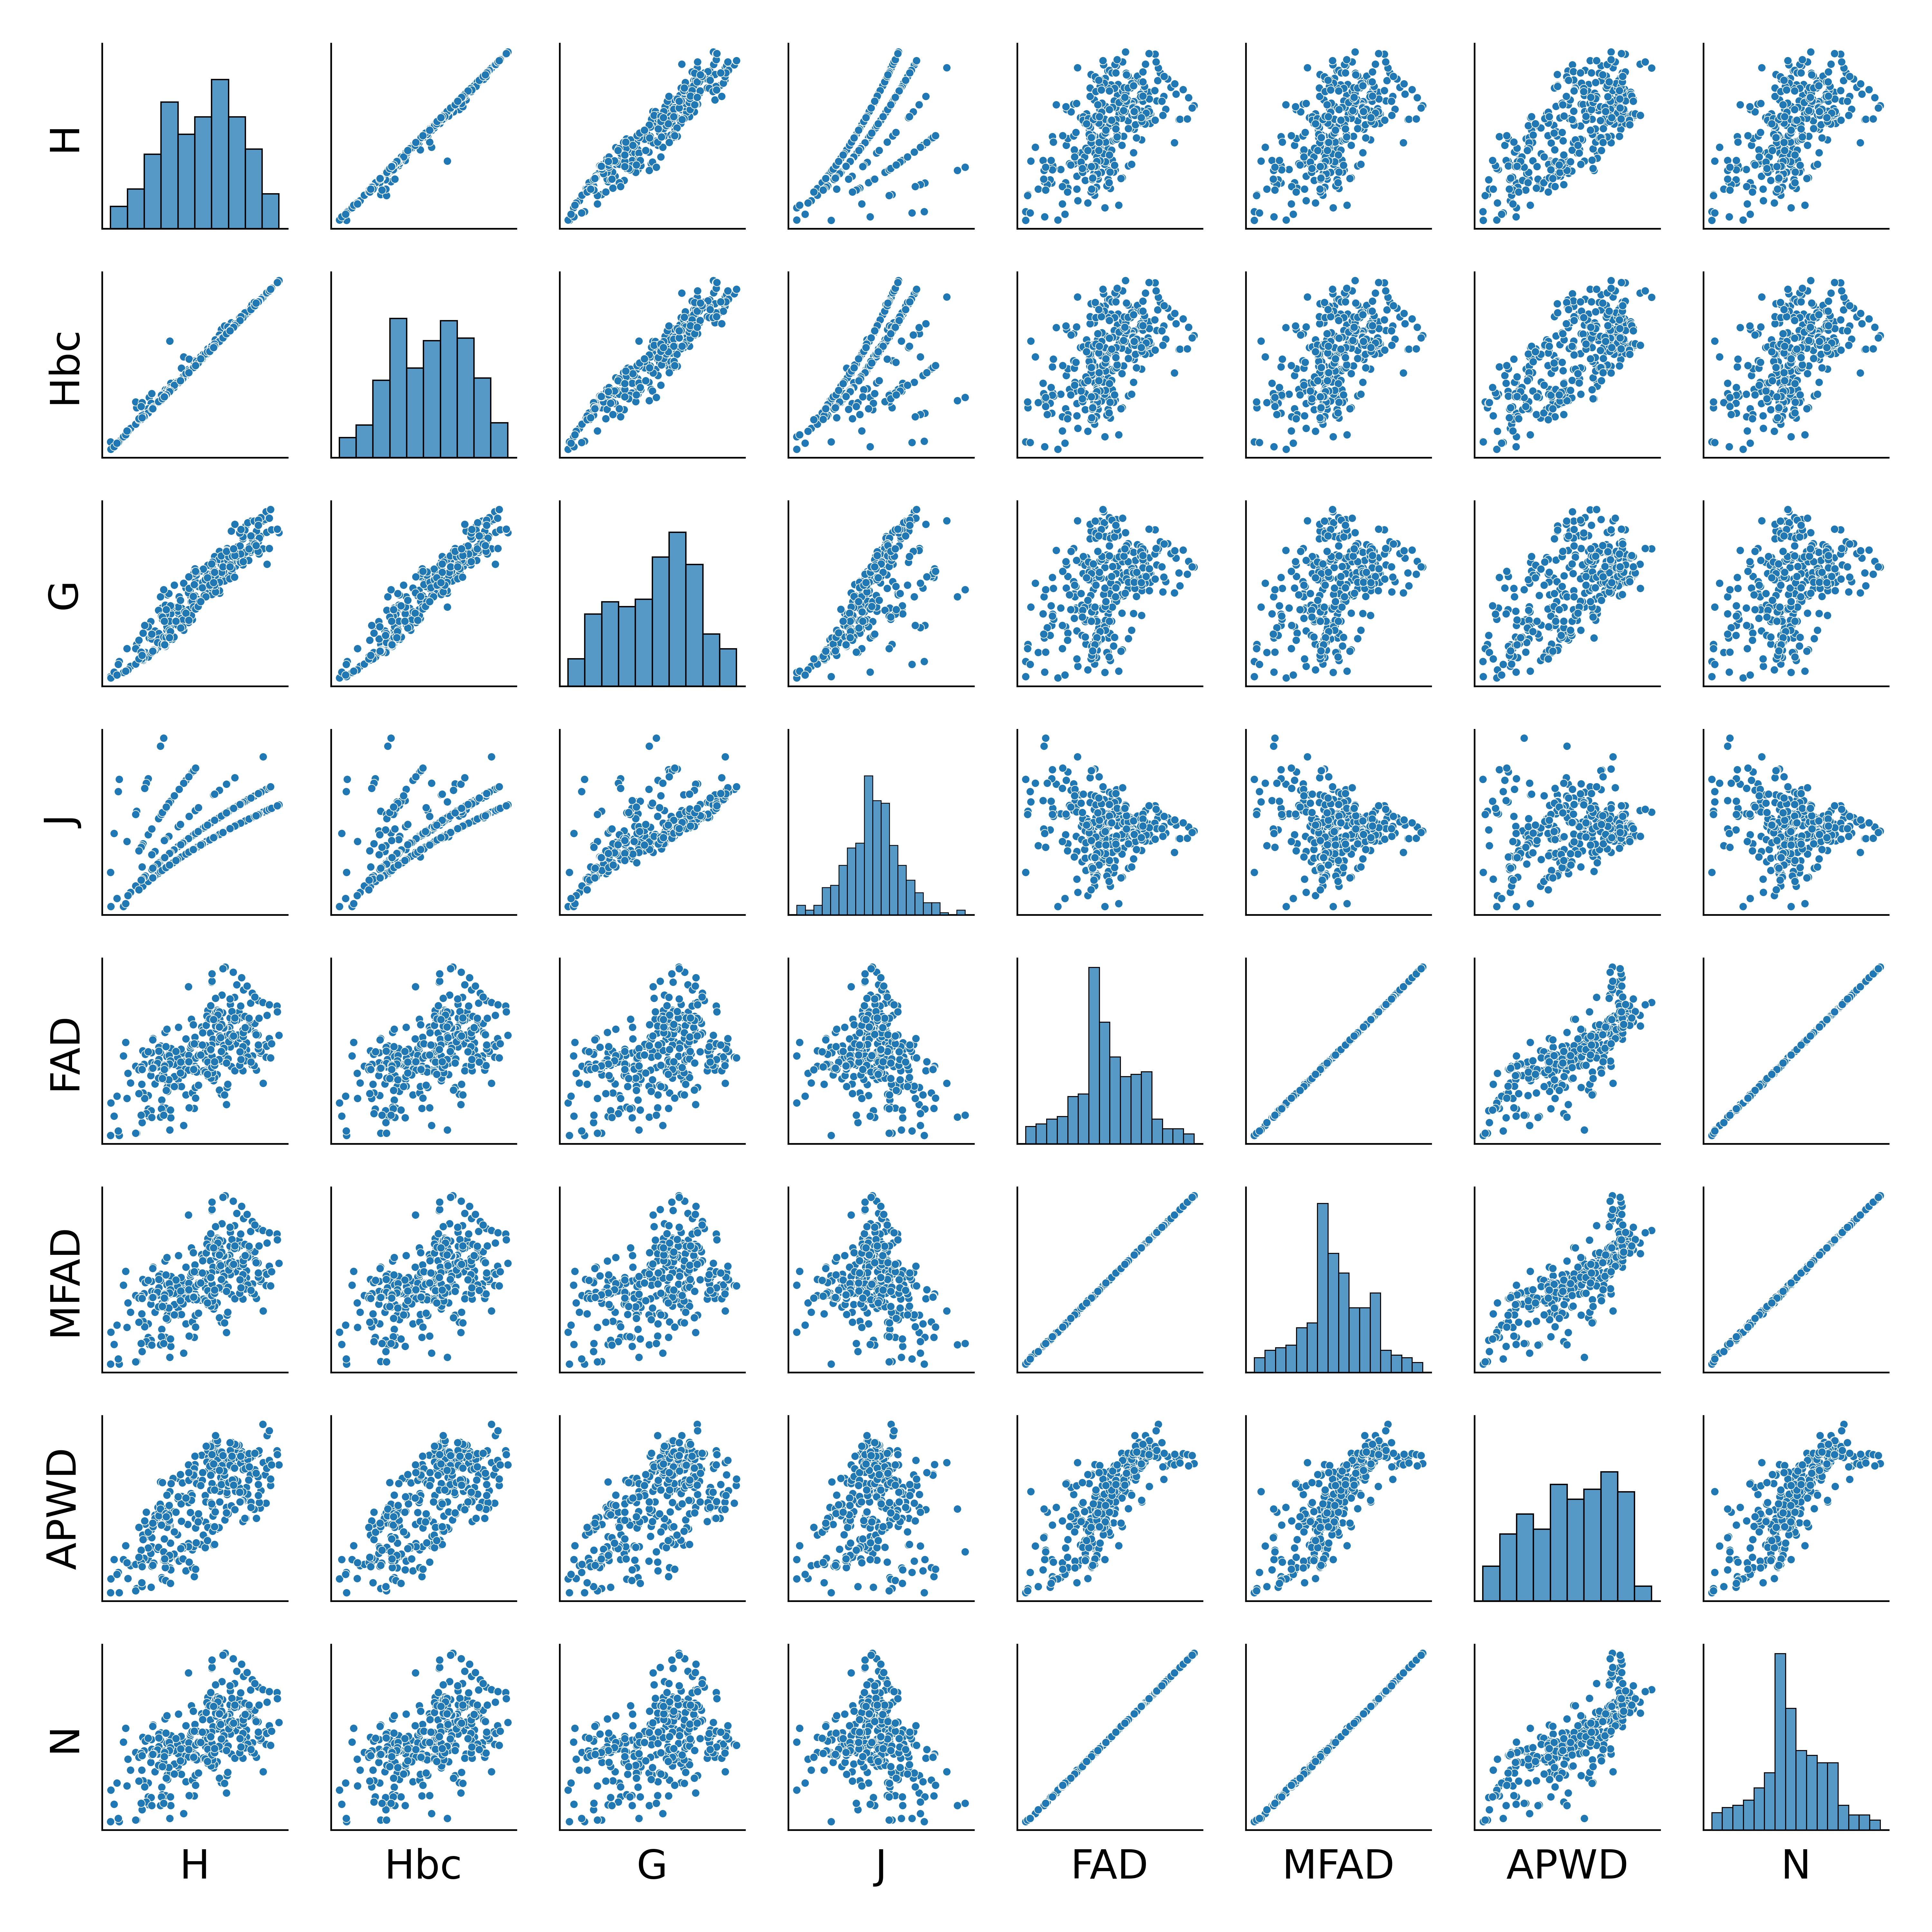 H
Hbc
G
J
FAD
MFAD
APWD
N
H Hbc G J FAD MFAD APWD N